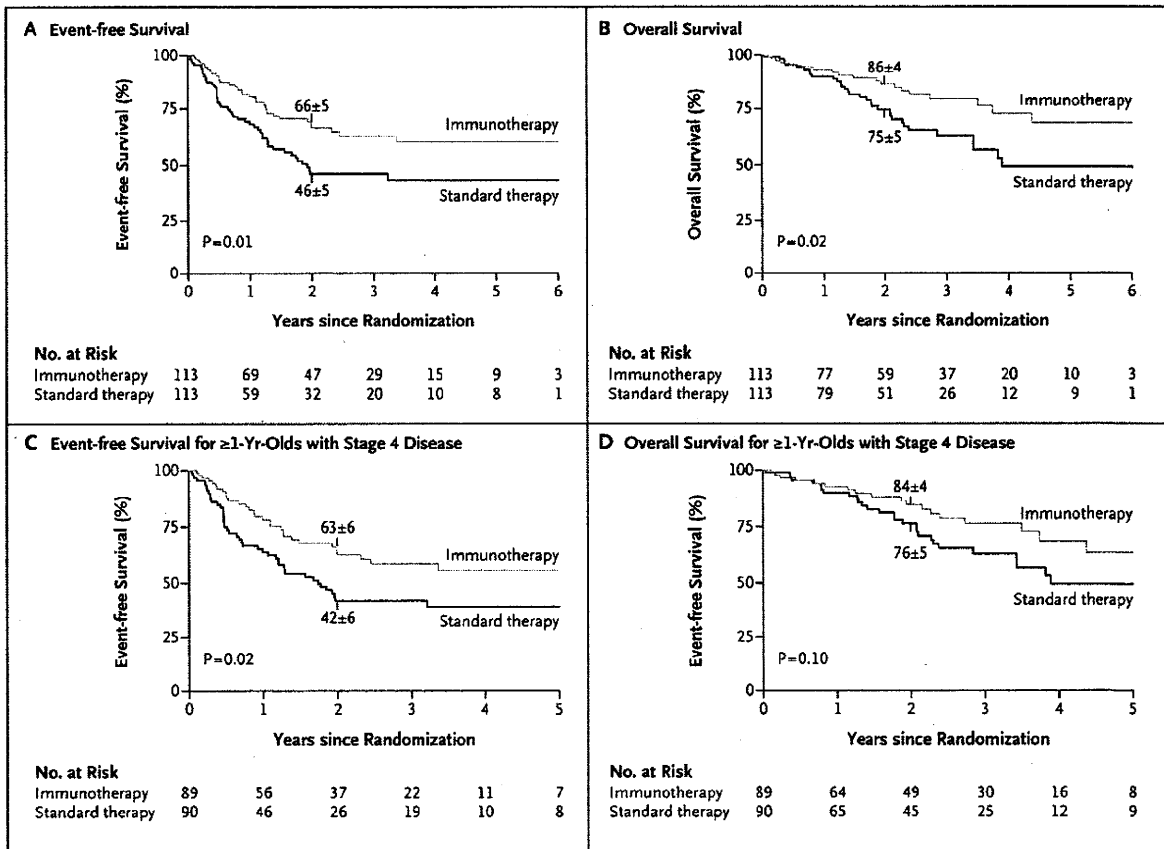 A Event-free Survival
100
75
50
25
0
Event-free Survival (%)
66±5
46±5
Immunotherapy
Standard therapy
P=0.01
0 1 2 3 4 5 6
Years since Randomization
No. at Risk
Immunotherapy 113 69 47 29 15 9 3
Standard therapy 113 59 32 20 10 8 1
B Overall Survival
100
75
50
25
0
Overall Survival (%)
86±4
75±5
Immunotherapy
Standard therapy
P=0.02
0 1 2 3 4 5 6
Years since Randomization
No. at Risk
Immunotherapy 113 77 59 37 20 10 3
Standard therapy 113 79 51 26 12 9 1
C Event-free Survival for ≥1-Yr-Olds with Stage 4 Disease
100
75
50
25
0
Event-free Survival (%)
63±6
42±6
Immunotherapy
Standard therapy
P=0.02
0 1 2 3 4 5
Years since Randomization
No. at Risk
Immunotherapy 89 56 37 22 11 7
Standard therapy 90 46 26 19 10 8
D Overall Survival for ≥1-Yr-Olds with Stage 4 Disease
100
75
50
25
0
Event-free Survival (%)
84±4
76±5
Immunotherapy
Standard therapy
P=0.10
0 1 2 3 4 5
Years since Randomization
No. at Risk
Immunotherapy 89 64 49 30 16 8
Standard therapy 90 65 45 25 12 9